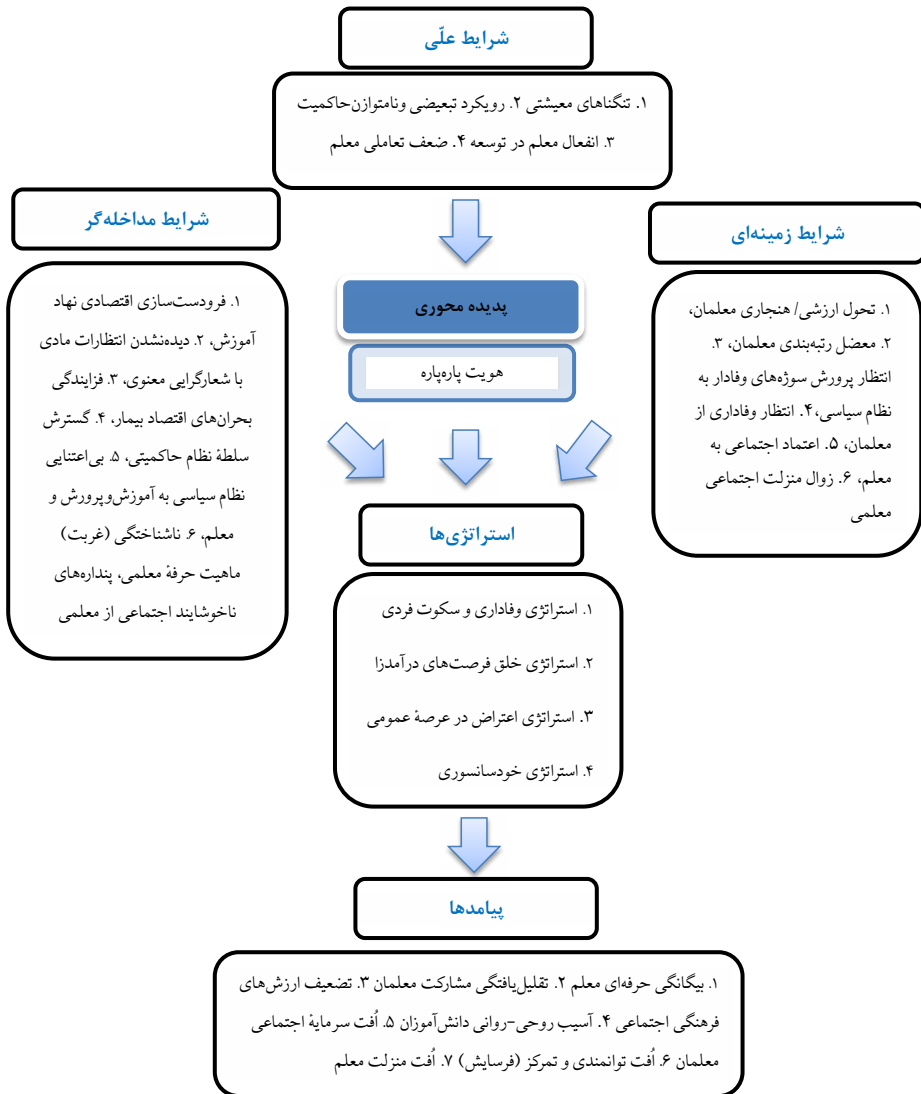 شرایط علّی
۱. تنگناهای معیشتی ۲. رویکرد تبعیضی ونامتوازن‌حاکمیت
۳. انفعال معلم در توسعه ۴. ضعف تعاملی معلم
شرایط زمینه‌ای
۱. تحول ارزشی/ هنجاری معلمان،
۲. معضل رتبه‌بندی معلمان، ۳.
انتظار پرورش سوژه‌های وفادار به
نظام سیاسی،۴. انتظار وفاداری از
معلمان، ۵. اعتماد اجتماعی به
معلم، ۶. زوال منزلت اجتماعی
معلمی
پدیده محوری
هویت پاره‌پاره
شرایط مداخله‌گر
۱. فرودست‌سازی اقتصادی نهاد
آموزش، ۲. دیده‌نشدن انتظارات مادی
با شعارگرایی معنوی، ۳. فزایندگی
بحران‌های اقتصاد بیمار، ۴. گسترش
سلطۀ نظام حاکمیتی، ۵. بی‌اعتنایی
نظام سیاسی به آموزش‌وپرورش و
معلم، ۶. ناشناختگی (غربت)
ماهیت حرفۀ معلمی، پنداره‌های
ناخوشایند اجتماعی از معلمی
استراتژی‌ها
۱. استراتژی وفاداری و سکوت فردی
۲. استراتژی خلق فرصت‌های درآمدزا
۳. استراتژی اعتراض در عرصۀ عمومی
۴. استراتژی خودسانسوری
پیامدها
۱. بیگانگی حرفه‌ای معلم ۲. تقلیل‌یافتگی مشارکت معلمان ۳. تضعیف ارزش‌های
فرهنگی اجتماعی ۴. آسیب روحی-روانی دانش‌آموزان ۵. اُفت سرمایۀ اجتماعی
معلمان ۶. اُفت توانمندی و تمرکز (فرسایش) ۷. اُفت منزلت معلم